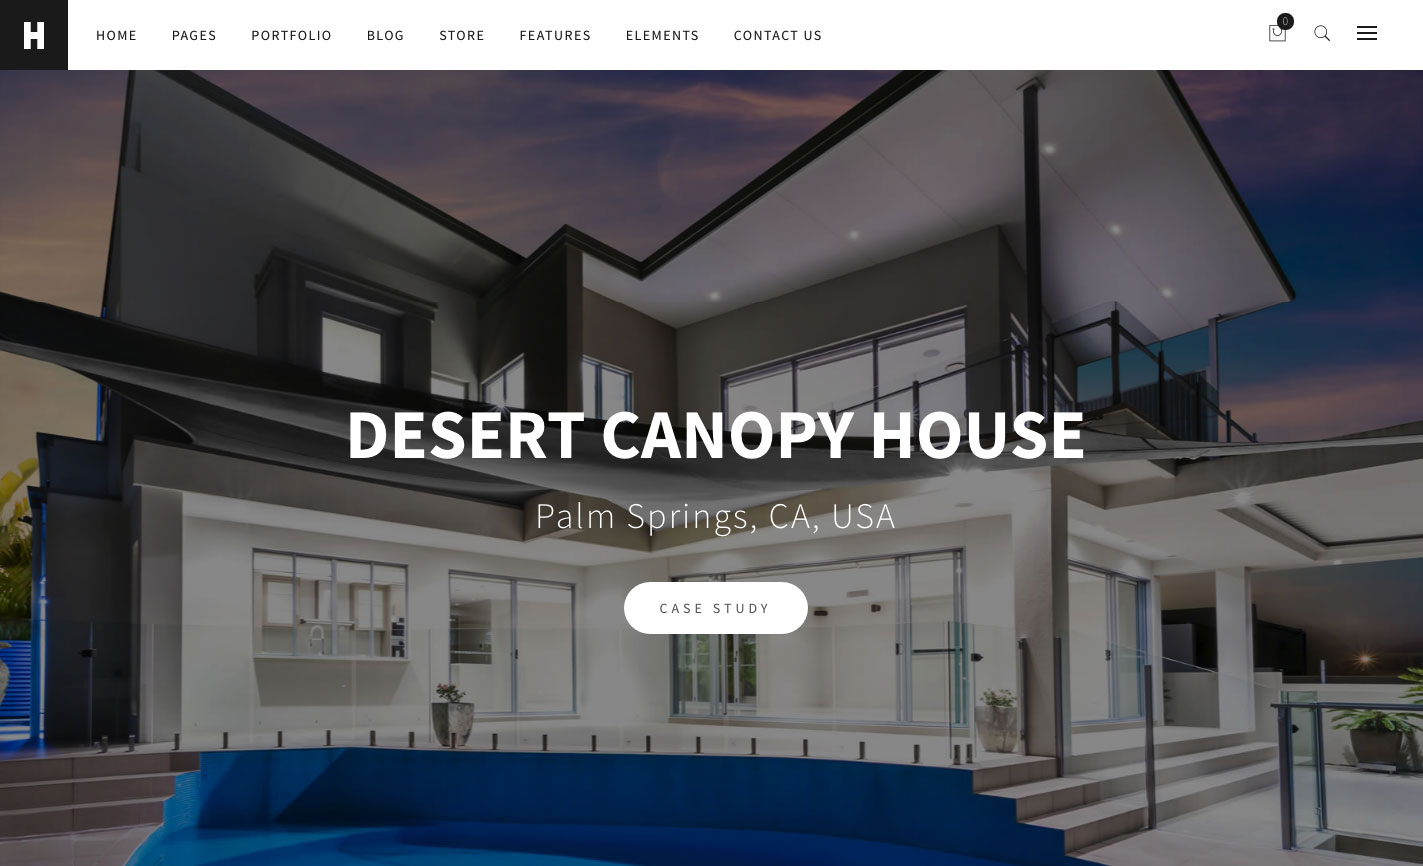 H
HOME PAGES PORTFOLIO BLOG STORE FEATURES ELEMENTS CONTACT US
0
DESERT CANOPY HOUSE
Palm Springs, CA, USA
CASE STUDY